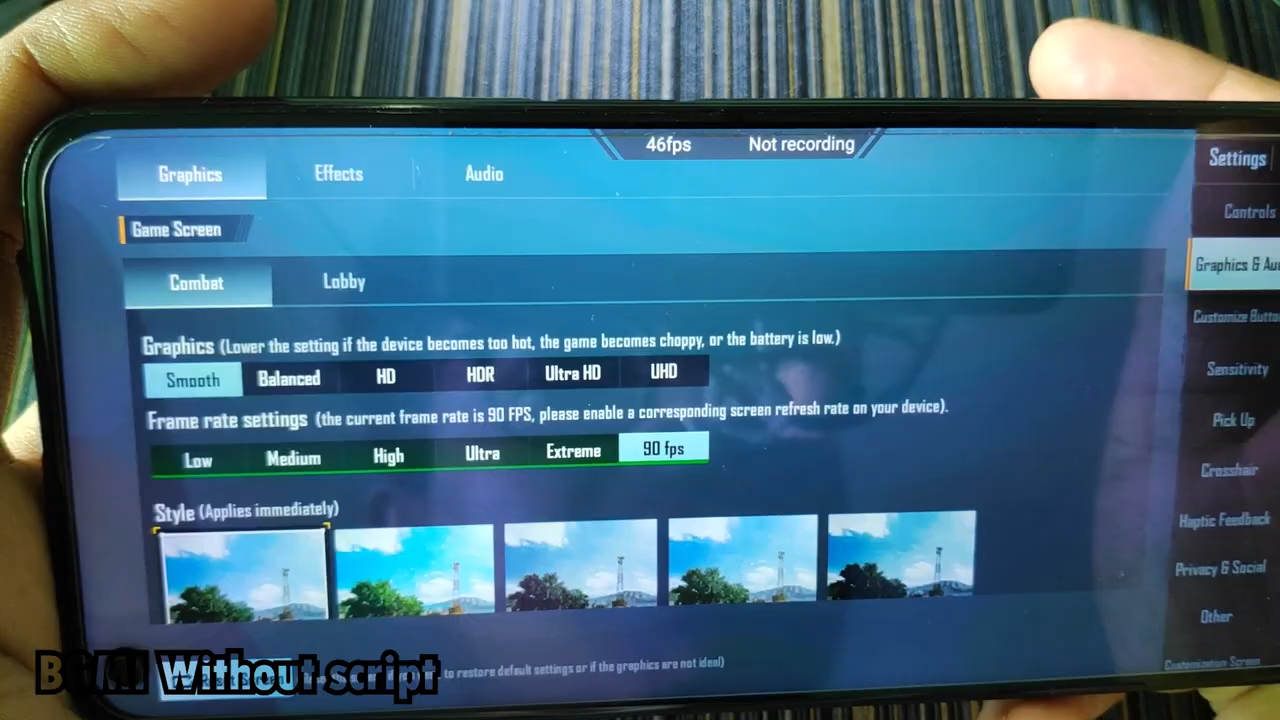 46fps Not recording
Graphics Effects Audio
Settings
Game Screen
Controls
Combat Lobby
Graphics &
Customize
Graphics (Lower the setting if the device becomes too hot, the game becomes choppy, or the battery is low.)
Smooth Balanced HD HDR Ultra HD UHD
Sensitivity
Frame rate settings (the current frame rate is 90 FPS, please enable a corresponding screen refresh rate on your device).
Pick Up
Low Medium High Ultra Extreme 90 fps
Crosshair
Style (Applies immediately)
Haptic Feedback
Privacy & Social
Other
Customization Screen
to restore default settings or if the graphics are not ideal)
BGMI Without script